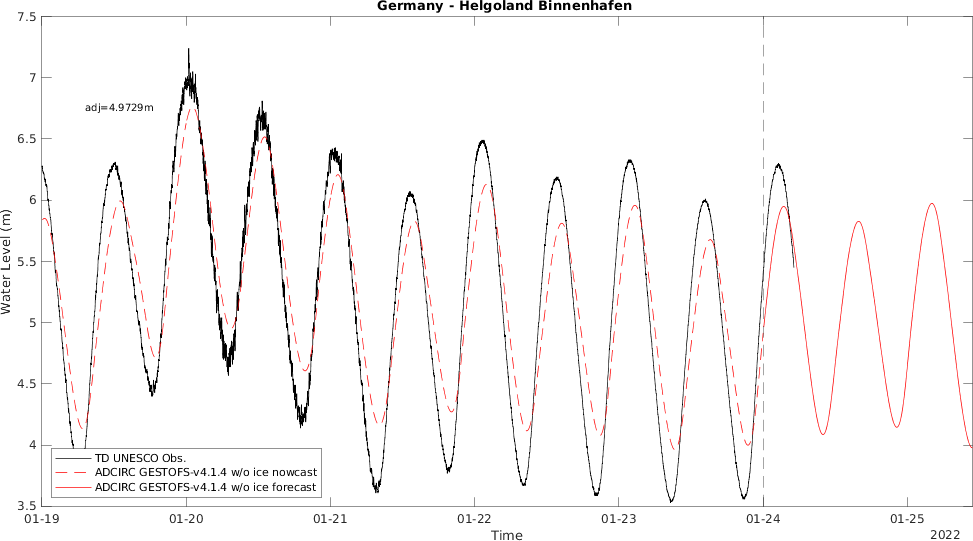 Germany - Helgoland Binnenhafen
7.5
7
6.5
6
5.5
5
4.5
4
3.5
Water Level (m)
adj=4.9729m
TD UNESCO Obs.
ADCIRC GESTOFS-v4.1.4 w/o ice nowcast
ADCIRC GESTOFS-v4.1.4 w/o ice forecast
01-19 01-20 01-21 01-22 01-23 01-24 01-25
Time
2022